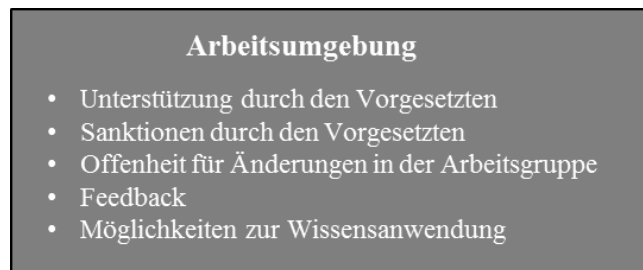 Arbeitsumgebung
• Unterstützung durch den Vorgesetzten
• Sanktionen durch den Vorgesetzten
• Offenheit für Änderungen in der Arbeitsgruppe
• Feedback
• Möglichkeiten zur Wissensanwendung